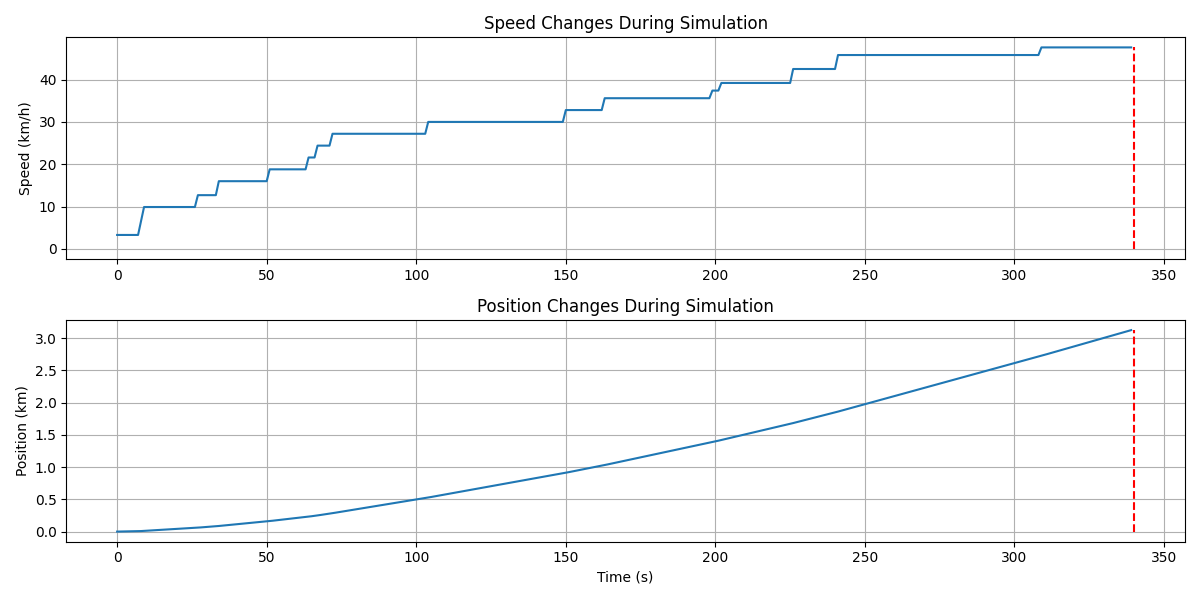 Speed Changes During Simulation
Speed (km/h)
40
30
20
10
0
0 50 100 150 200 250 300 350
Position Changes During Simulation
Position (km)
3.0
2.5
2.0
1.5
1.0
0.5
0.0
0 50 100 150 200 250 300 350
Time (s)